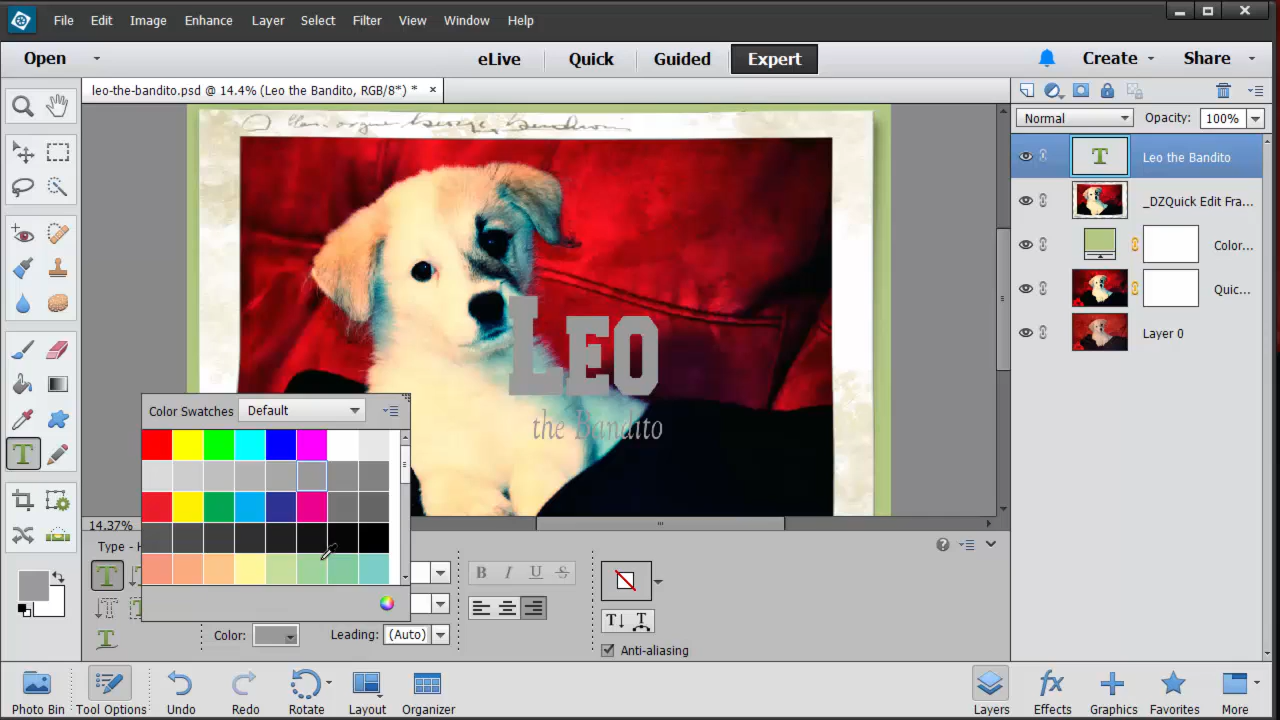 File Edit Image Enhance Layer Select Filter View Window Help
Open eLive Quick Guided Expert Create Share
leo-the-bandito.psd @ 14.4% (Leo the Bandito, RGB/8*) *
Normal Opacity: 100%
T Leo the Bandito
_DZQuick Edit Fra...
Color...
Quic...
Layer 0
LEO
the Bandito
Color Swatches Default
14.37%
Type - H
B I U S
Color: Leading: (Auto)
Anti-aliasing
Photo Bin Tool Options Undo Redo Rotate Layout Organizer Layers Effects Graphics Favorites More